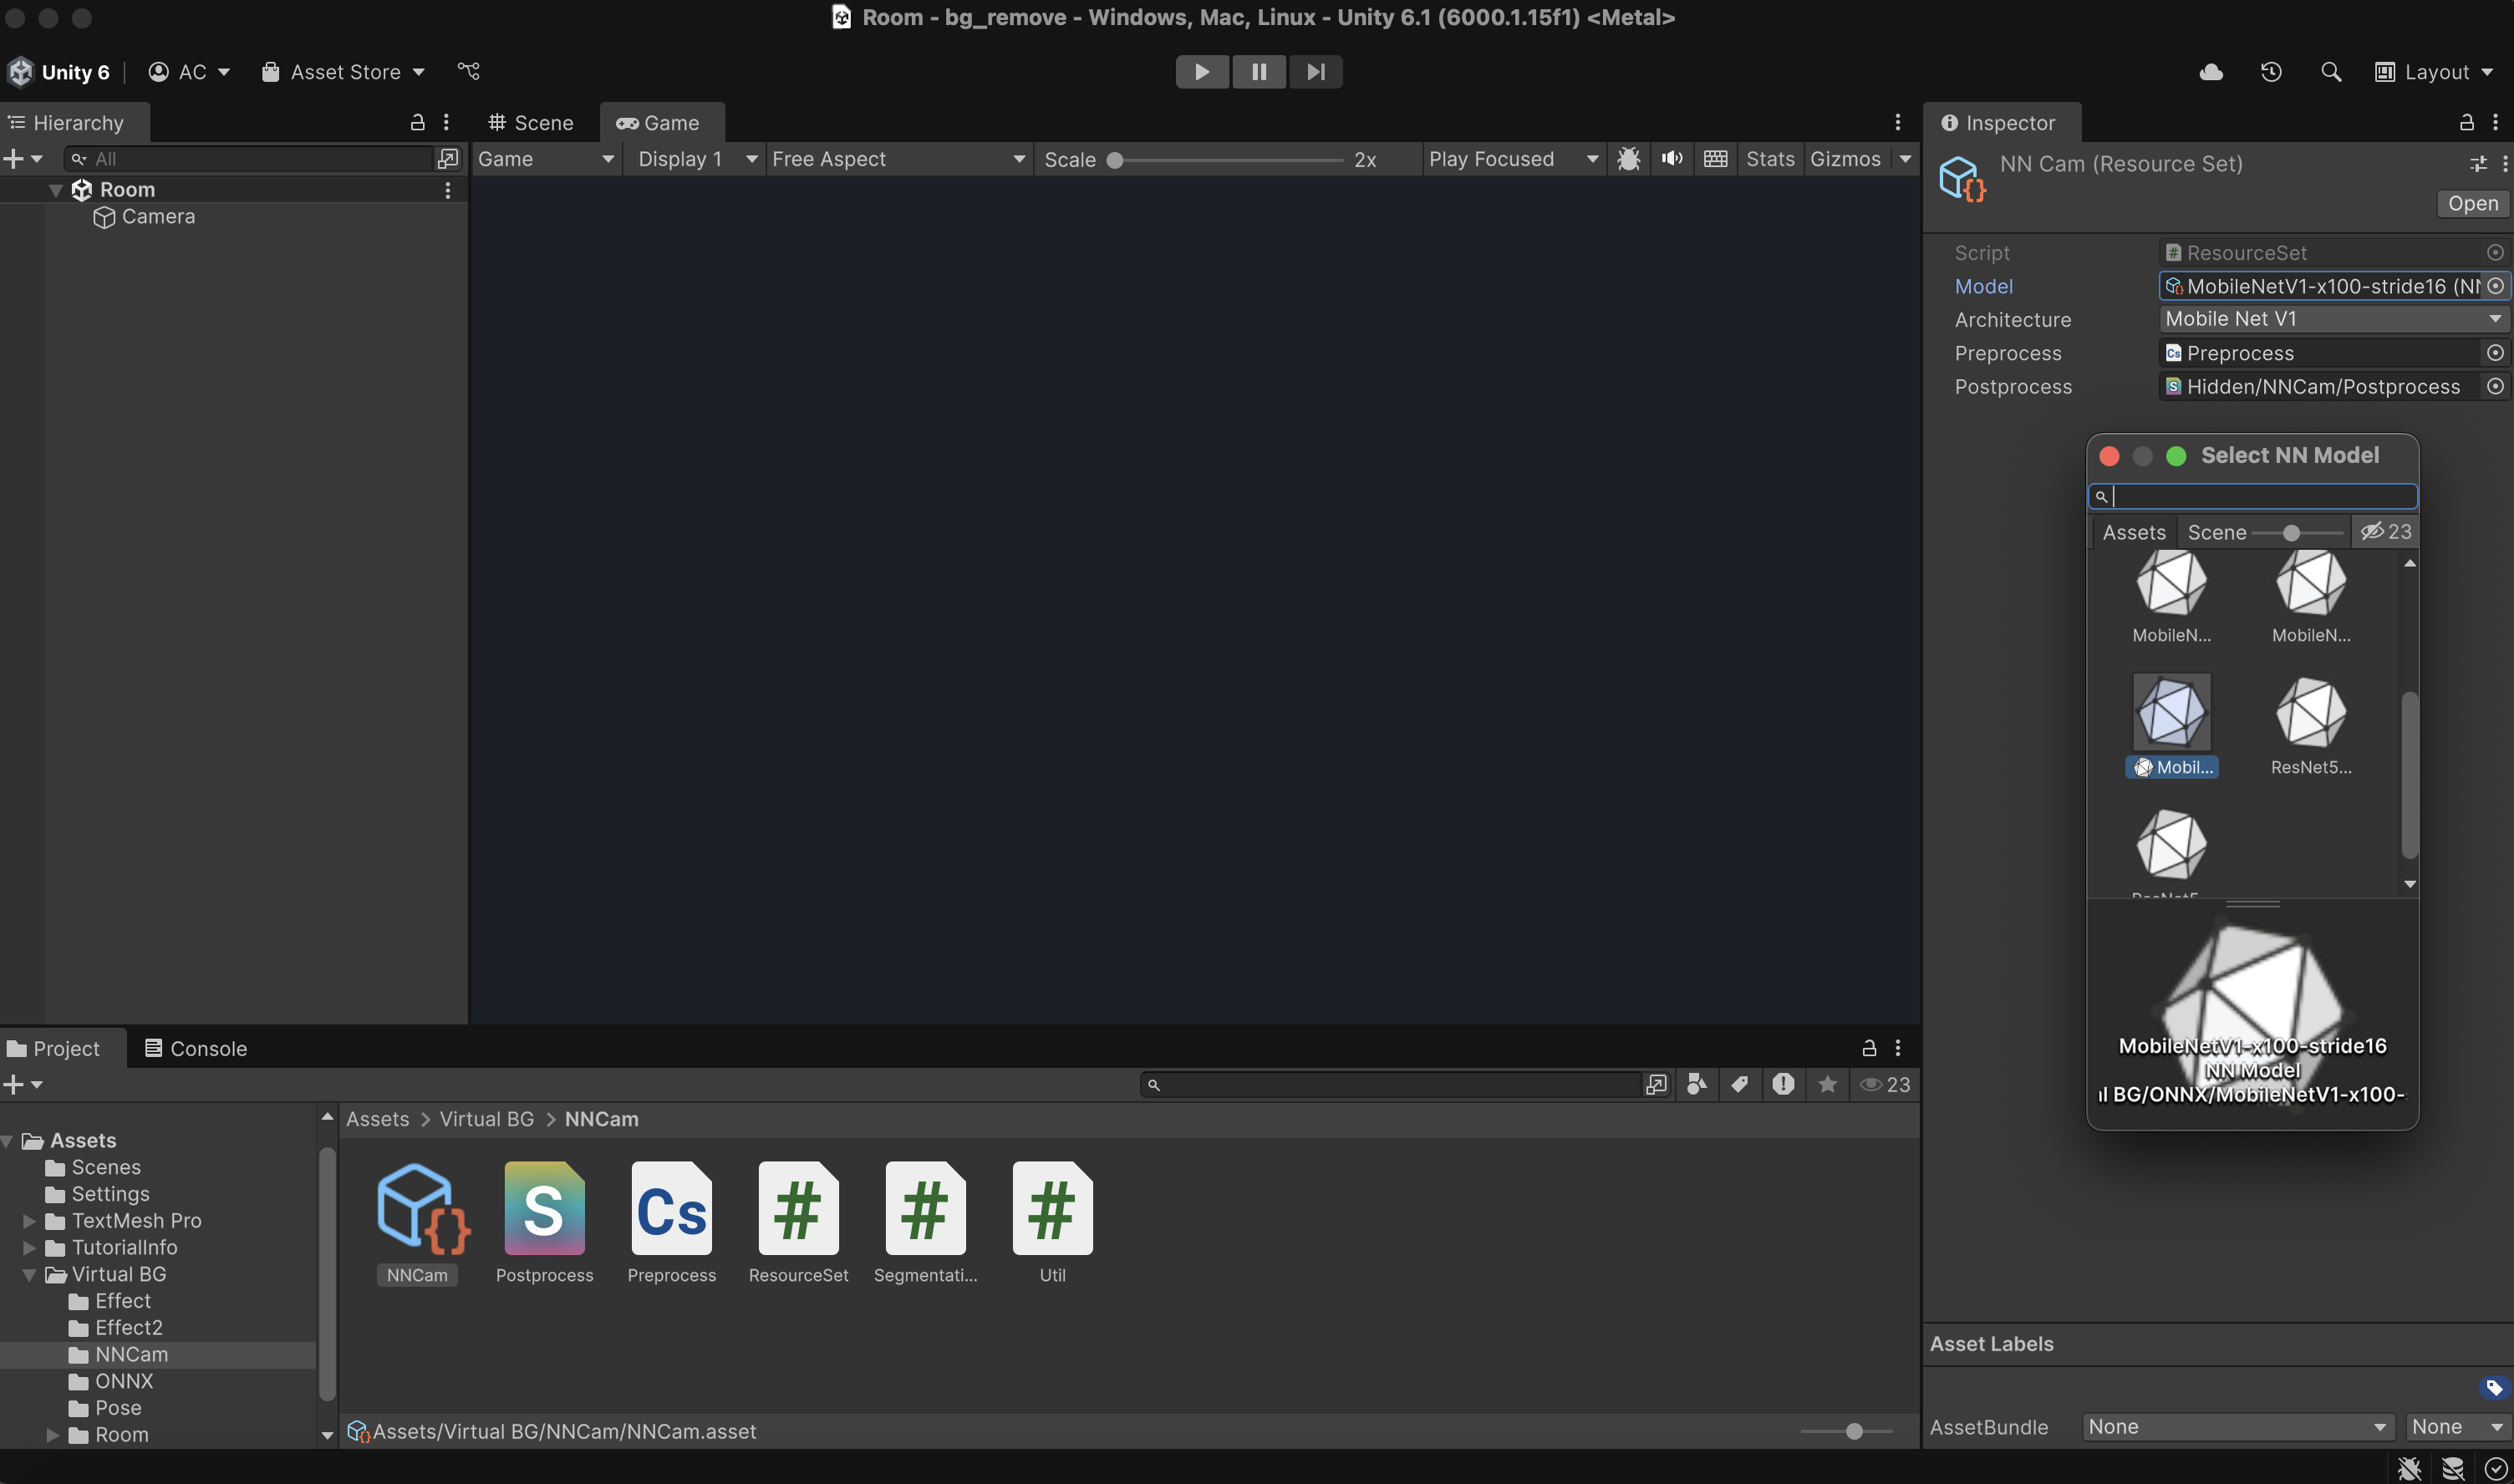 Room - bg_remove - Windows, Mac, Linux - Unity 6.1 (6000.1.15f1) <Metal>
Unity 6
AC
Asset Store
Layout
Hierarchy
All
Room
Camera
Scene
Game
Game
Display 1
Free Aspect
Scale
2x
Play Focused
Stats
Gizmos
Inspector
NN Cam (Resource Set)
Open
Script
# ResourceSet
Model
MobileNetV1-x100-stride16 (NN
Architecture
Mobile Net V1
Preprocess
Cs Preprocess
Postprocess
S Hidden/NNCam/Postprocess
Select NN Model
Assets
Scene
23
MobileN...
MobileN...
Mobil...
ResNet5...
MobileNetV1-x100-stride16
NN Model
al BG/ONNX/MobileNetV1-x100-
Project
Console
23
Assets
Scenes
Settings
TextMesh Pro
TutorialInfo
Virtual BG
Effect
Effect2
NNCam
ONNX
Pose
Room
Assets > Virtual BG > NNCam
{}
S
Cs
#
#
#
NNCam
Postprocess
Preprocess
ResourceSet
Segmentati...
Util
Assets/Virtual BG/NNCam/NNCam.asset
Asset Labels
AssetBundle
None
None